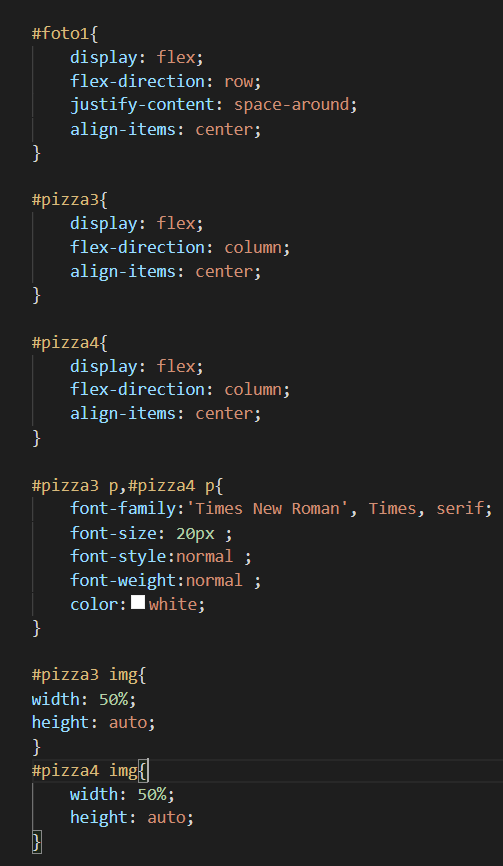 #foto1{
    display: flex;
    flex-direction: row;
    justify-content: space-around;
    align-items: center;
}

#pizza3{
    display: flex;
    flex-direction: column;
    align-items: center;
}

#pizza4{
    display: flex;
    flex-direction: column;
    align-items: center;
}

#pizza3 p,#pizza4 p{
    font-family:'Times New Roman', Times, serif;
    font-size: 20px ;
    font-style:normal ;
    font-weight:normal ;
    color:white;
}

#pizza3 img{
width: 50%;
height: auto;
}
#pizza4 img{
    width: 50%;
    height: auto;
}